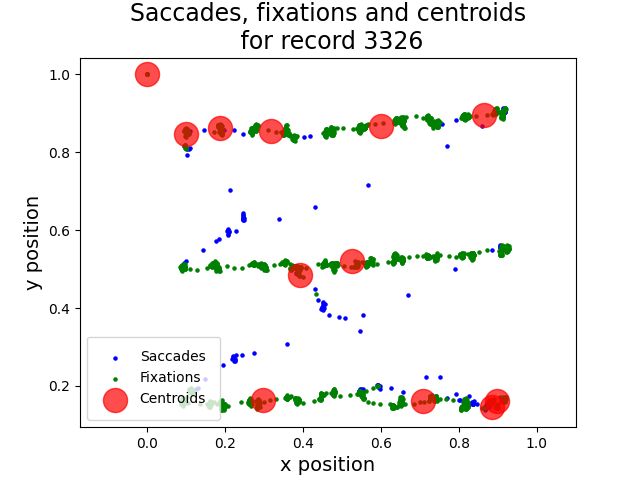 Saccades, fixations and centroids
for record 3326
y position
1.0
0.8
0.6
0.4
0.2
Saccades
Fixations
Centroids
0.0
0.2
0.4
0.6
0.8
1.0
x position